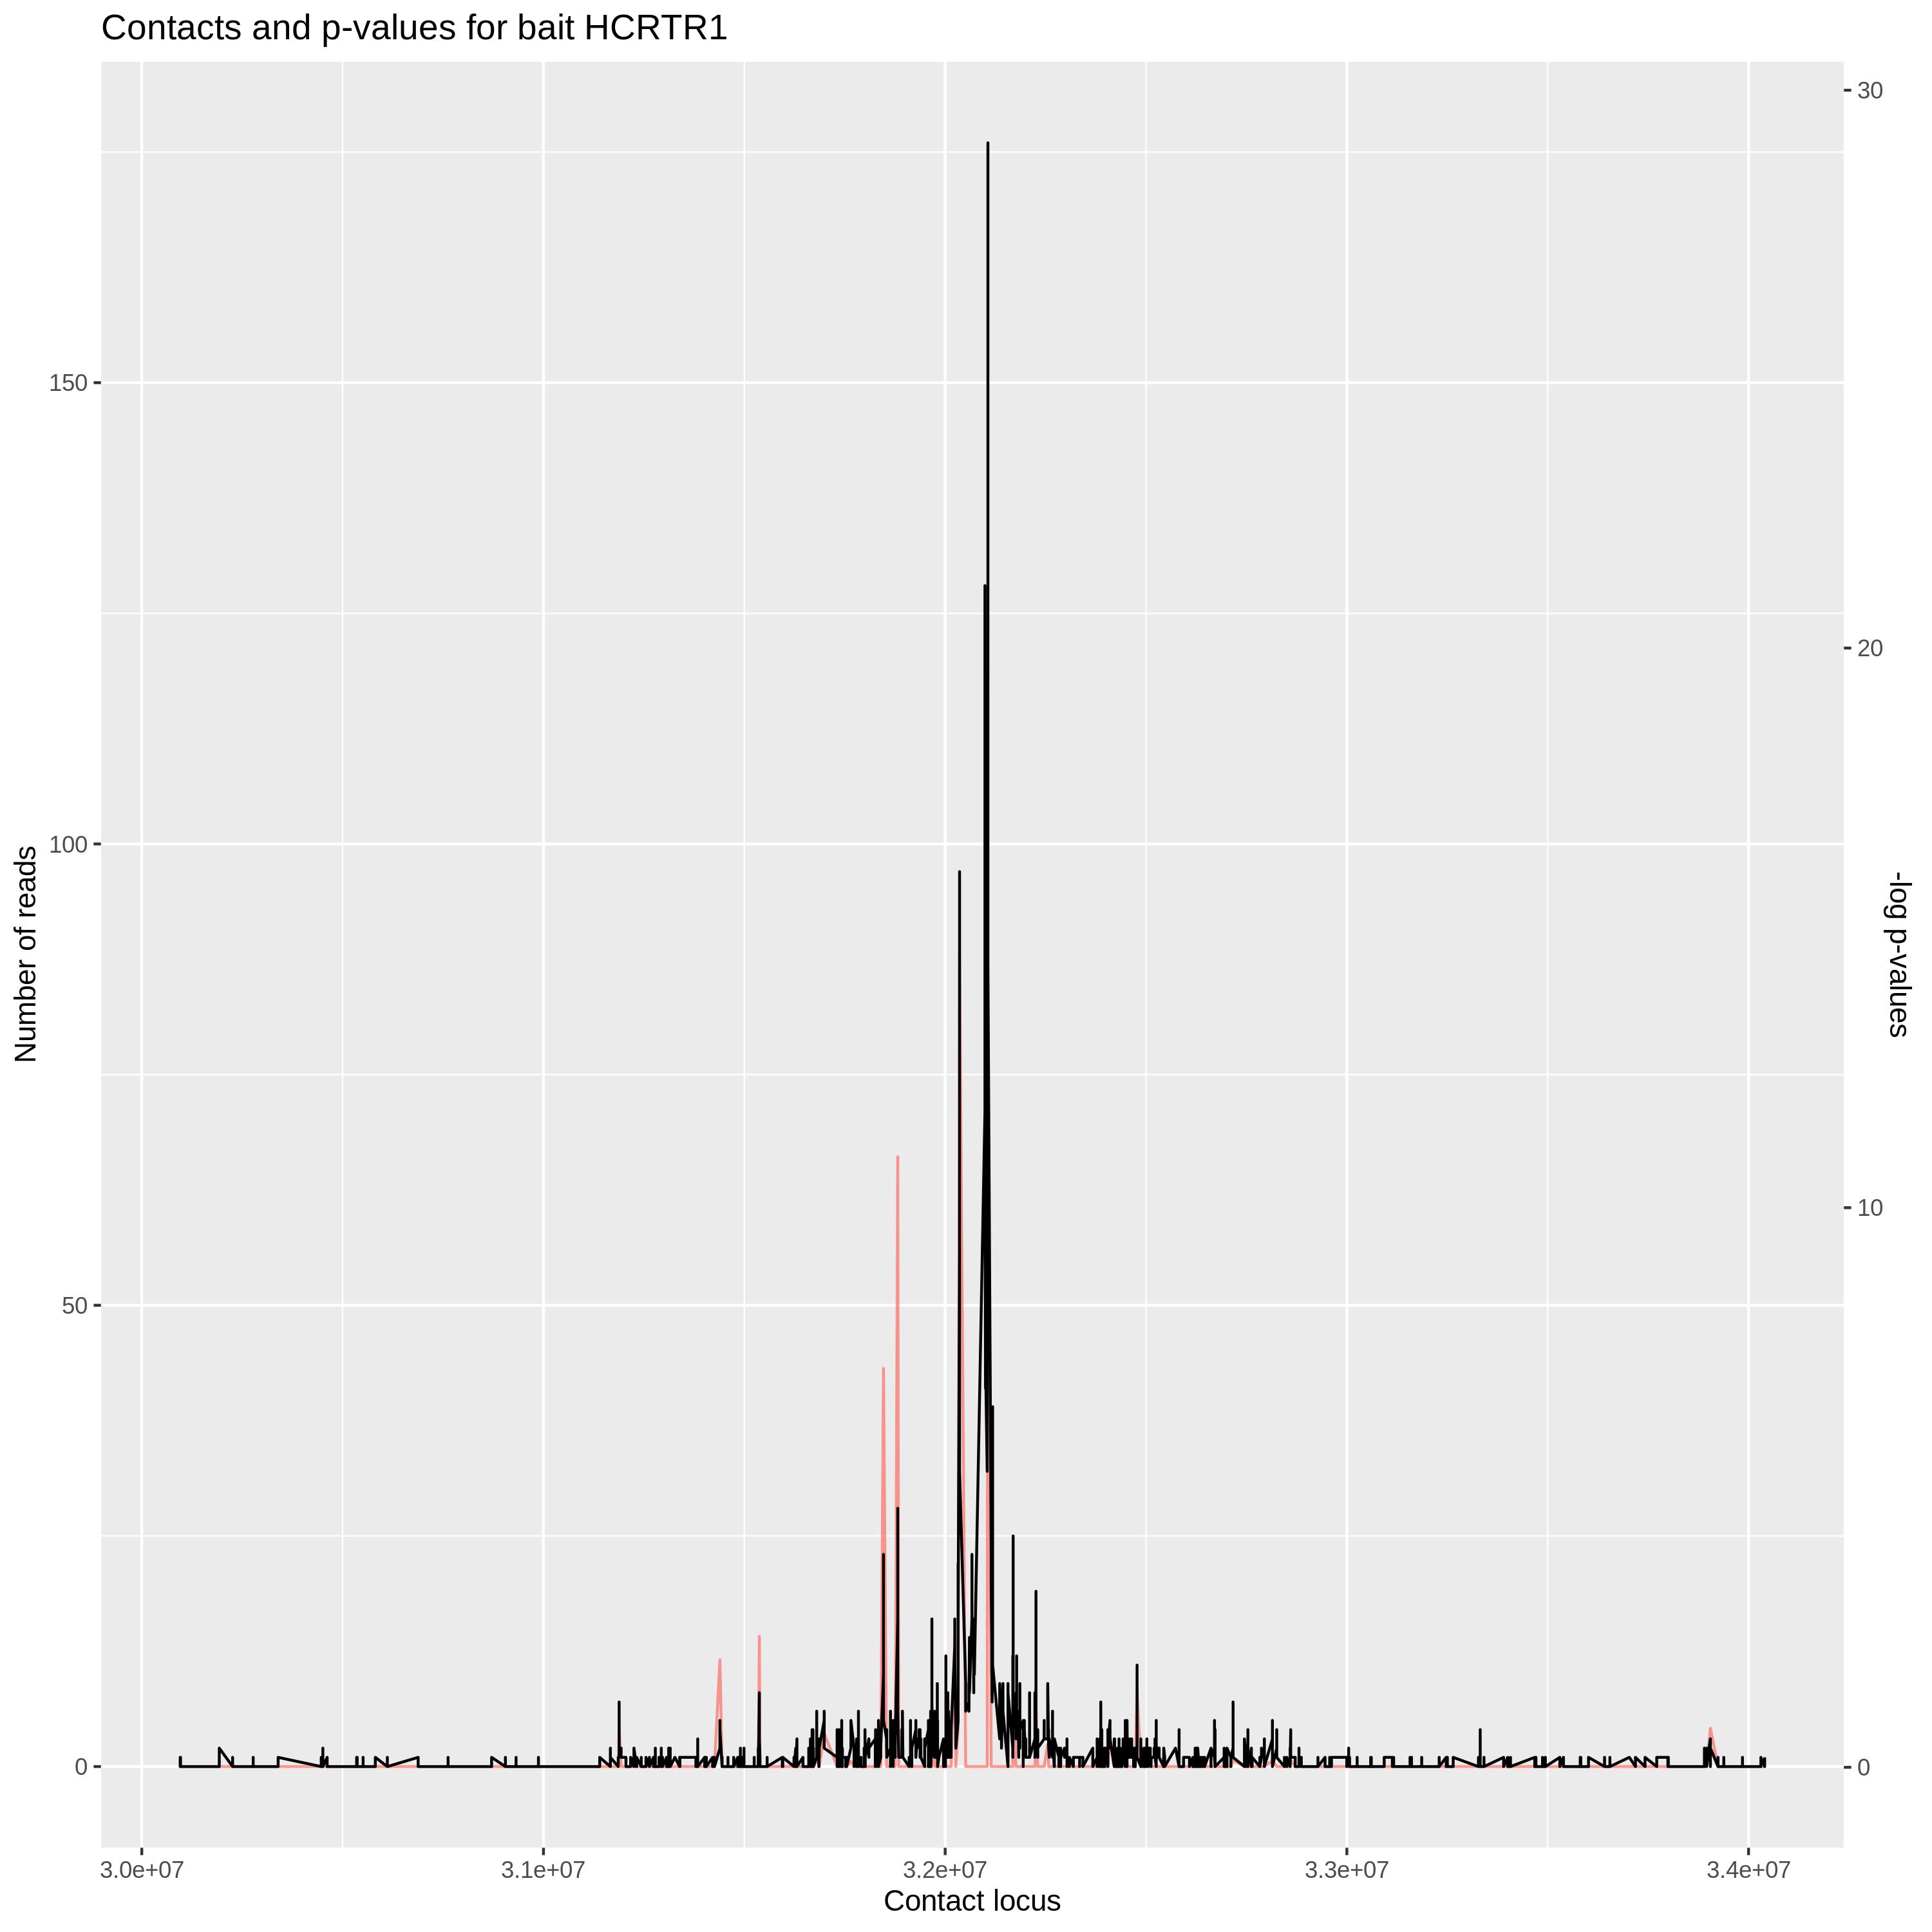 Contacts and p-values for bait HCRTR1
30
150
20
100
Number of reads
-log p-values
10
50
0
0
3.0e+07 3.1e+07 3.2e+07 3.3e+07 3.4e+07
Contact locus